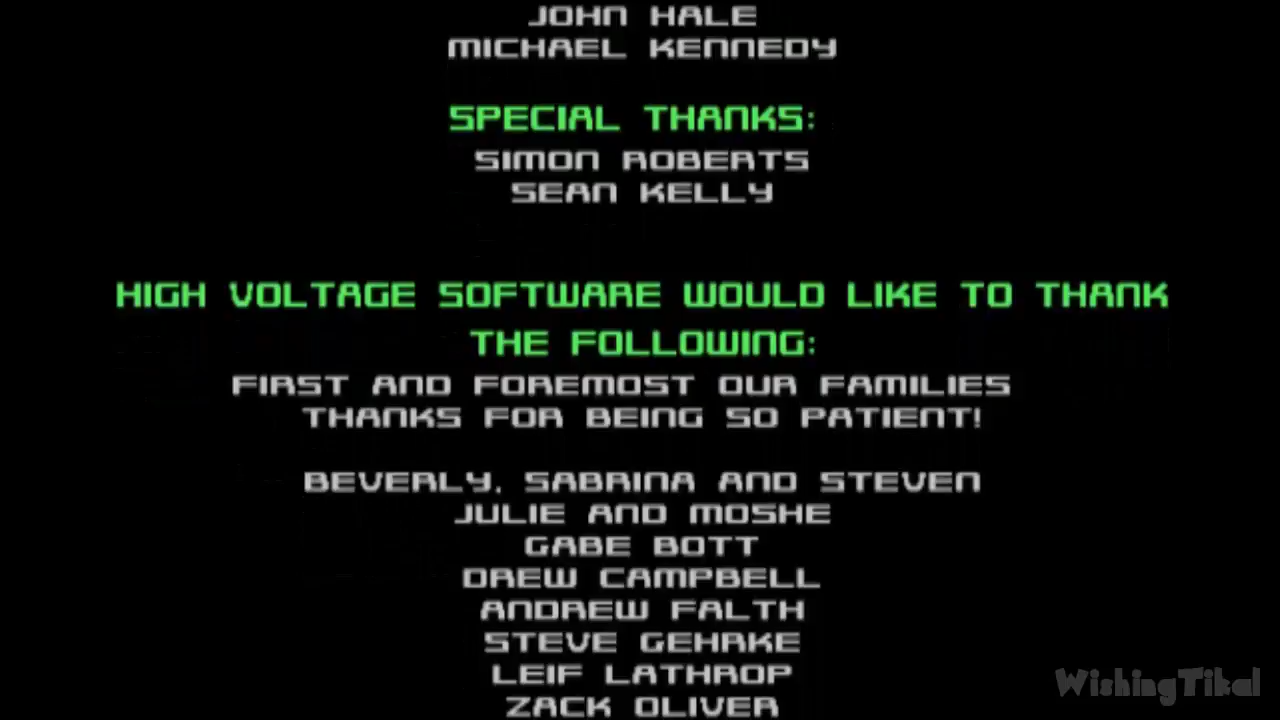 JOHN HALE
MICHAEL KENNEDY
SPECIAL THANKS:
SIMON ROBERTS
SEAN KELLY
HIGH VOLTAGE SOFTWARE WOULD LIKE TO THANK
THE FOLLOWING:
FIRST AND FOREMOST OUR FAMILIES
THANKS FOR BEING SO PATIENT!
BEVERLY, SABRINA AND STEVEN
JULIE AND MOSHE
GABE BOTT
DREW CAMPBELL
ANDREW FALTH
STEVE GEHRKE
LEIF LATHROP
ZACK OLIVER
WishingTikal